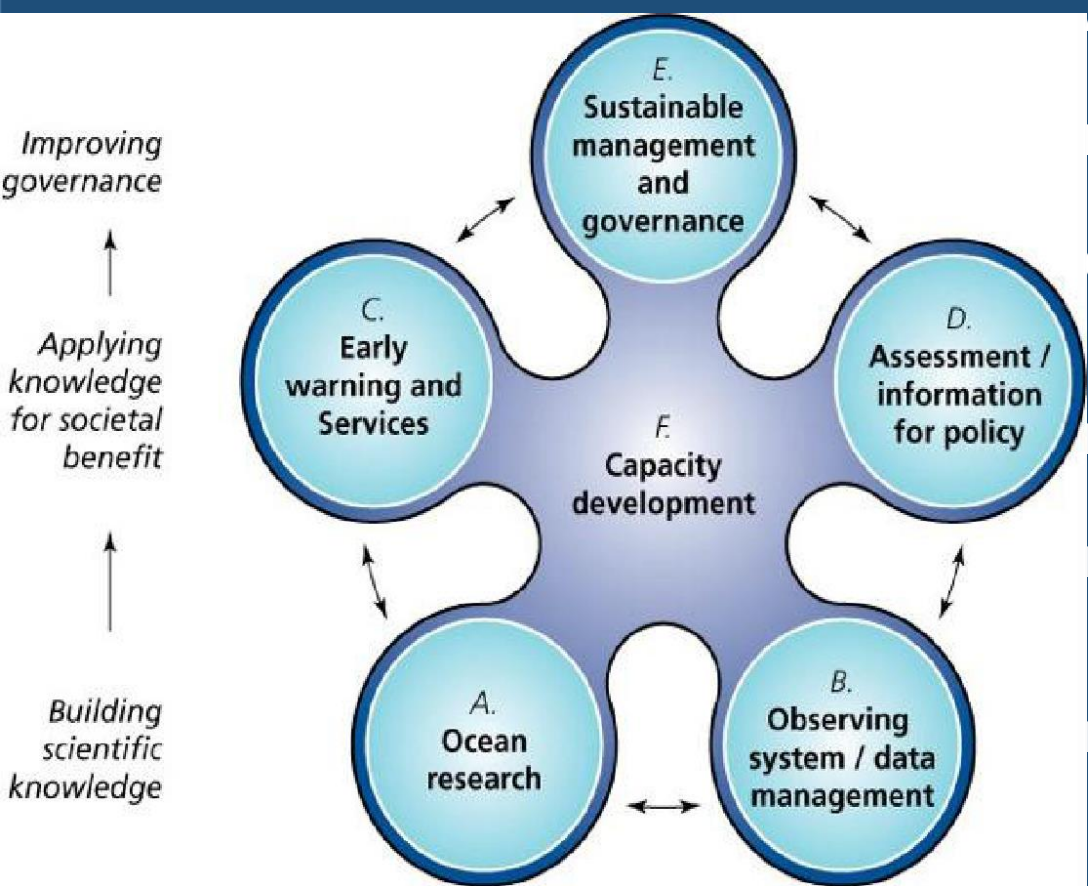 Improving
governance
Applying
knowledge
for societal
benefit
Building
scientific
knowledge
E.
Sustainable
management
and
governance
C.
Early
warning and
Services
D.
Assessment /
information
for policy
F.
Capacity
development
A.
Ocean
research
B.
Observing
system / data
management